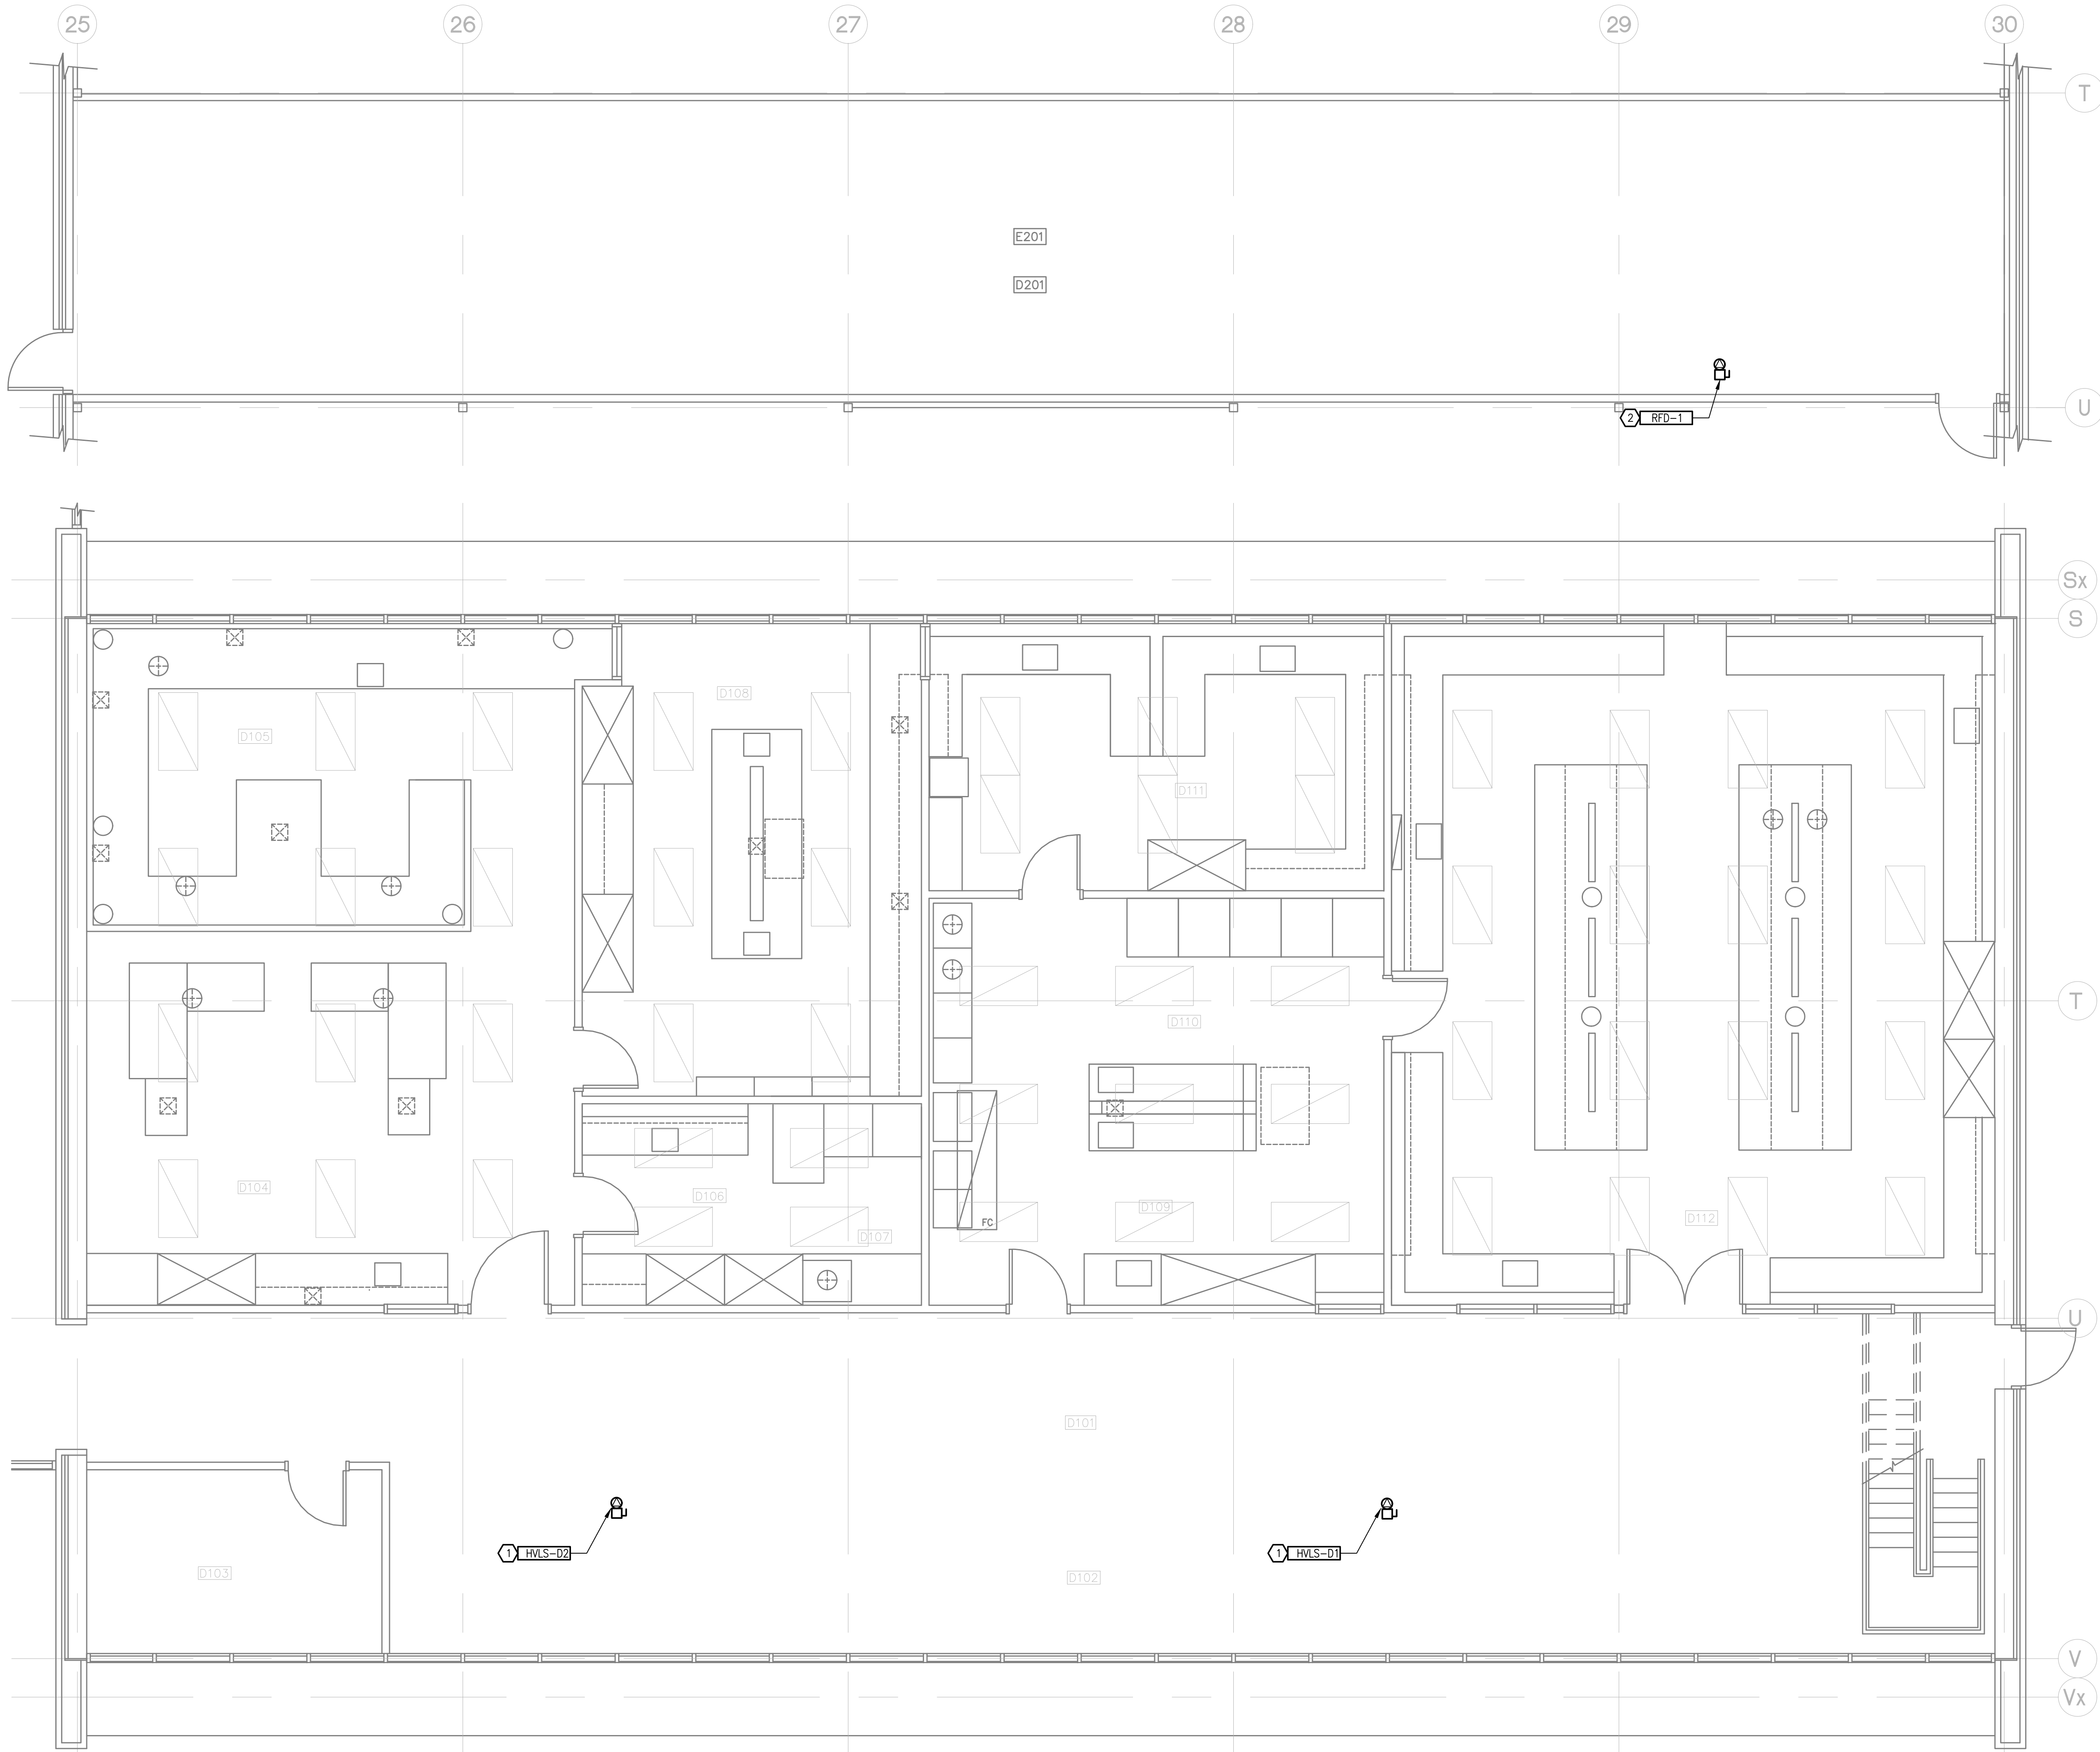 25 26 27 28 29 30
T
E201
D201
U
2 RFD-1
Sx
S
D108
D105
D111
T
D110
D104
D106
D109
D112
D107
FC
U
D101
1 HVLS-D2
1 HVLS-D1
D103
D102
V
Vx